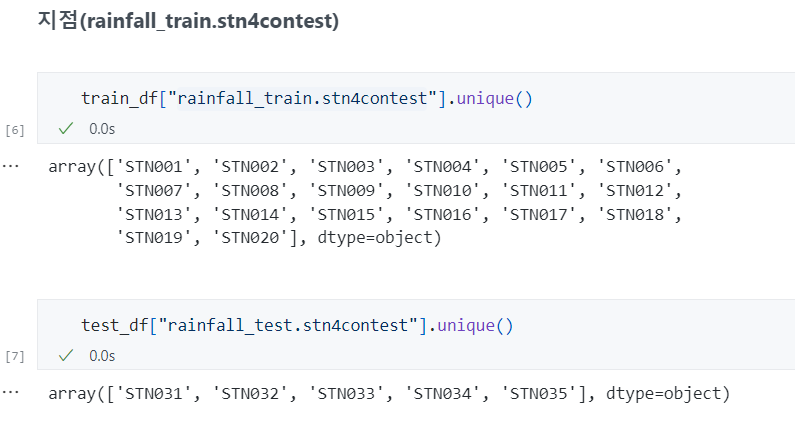 지점(rainfall_train.stn4contest)
train_df["rainfall_train.stn4contest"].unique()
[6]
0.0s
...
array(['STN001', 'STN002', 'STN003', 'STN004', 'STN005', 'STN006',
'STN007', 'STN008', 'STN009', 'STN010', 'STN011', 'STN012',
'STN013', 'STN014', 'STN015', 'STN016', 'STN017', 'STN018',
'STN019', 'STN020'], dtype=object)
test_df["rainfall_test.stn4contest"].unique()
[7]
0.0s
...
array(['STN031', 'STN032', 'STN033', 'STN034', 'STN035'], dtype=object)